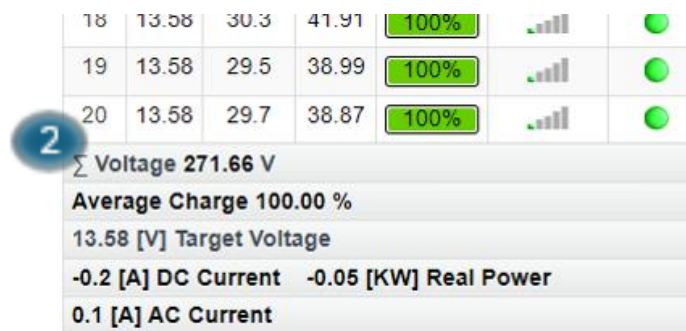 18 13.58 30.3 41.91 100%
19 13.58 29.5 38.99 100%
20 13.58 29.7 38.87 100%
2
∑ Voltage 271.66 V
Average Charge 100.00 %
13.58 [V] Target Voltage
-0.2 [A] DC Current -0.05 [KW] Real Power
0.1 [A] AC Current